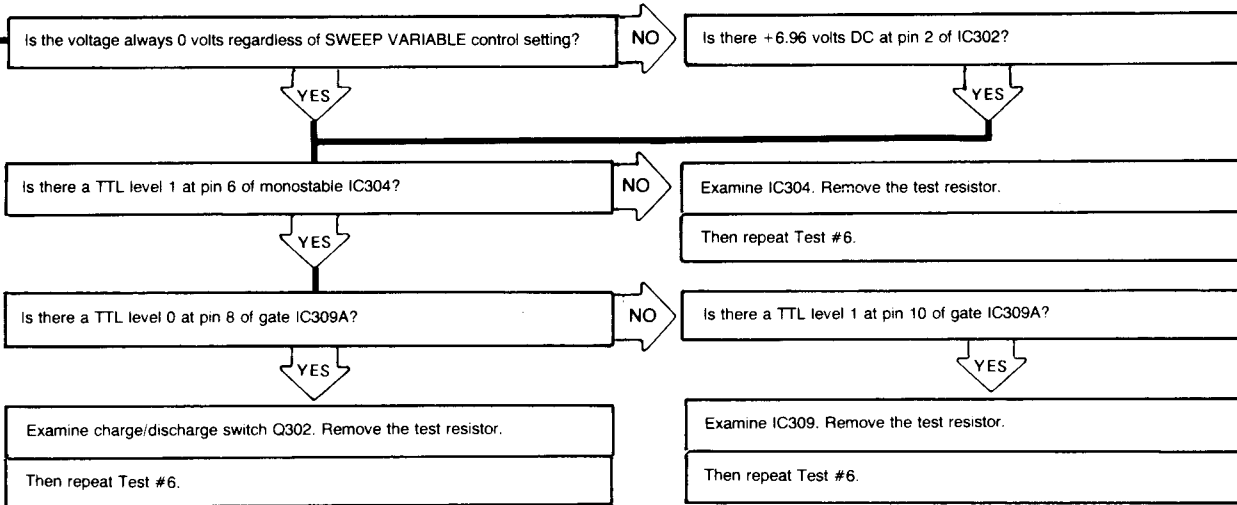 Is the voltage always 0 volts regardless of SWEEP VARIABLE control setting?
NO
Is there +6.96 volts DC at pin 2 of IC302?
YES
YES
Is there a TTL level 1 at pin 6 of monostable IC304?
NO
Examine IC304. Remove the test resistor.
Then repeat Test #6.
YES
Is there a TTL level 0 at pin 8 of gate IC309A?
NO
Is there a TTL level 1 at pin 10 of gate IC309A?
YES
YES
Examine charge/discharge switch Q302. Remove the test resistor.
Then repeat Test #6.
Examine IC309. Remove the test resistor.
Then repeat Test #6.